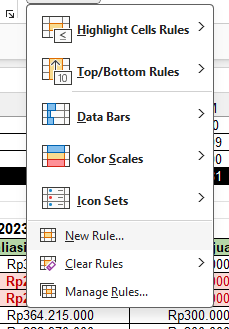 Highlight Cells Rules
Top/Bottom Rules
10
Data Bars
Color Scales
Icon Sets
2023
New Rule...
Clear Rules
Manage Rules...
Rp364.215.000
Rp300.000